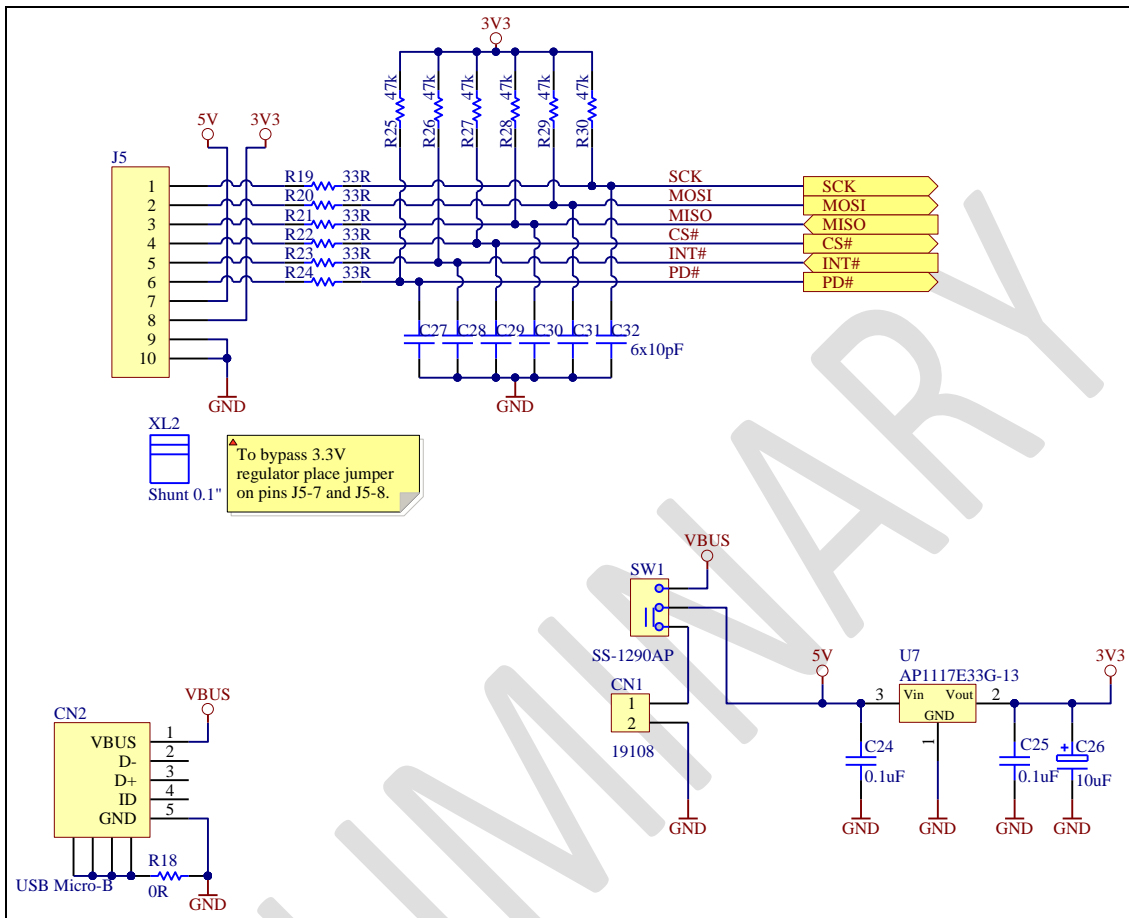 3V3
47k
47k
47k
47k
47k
47k
R25
R26
R27
R28
R29
R30
5V
3V3
J5
1
2
3
4
5
6
7
8
9
10
R19 33R
R20 33R
R21 33R
R22 33R
R23 33R
R24 33R
SCK
MOSI
MISO
CS#
INT#
PD#
SCK
MOSI
MISO
CS#
INT#
PD#
C27
C28
C29
C30
C31
C32
6x10pF
GND
GND
XL2
Shunt 0.1"
To bypass 3.3V
regulator place jumper
on pins J5-7 and J5-8.
VBUS
SW1
SS-1290AP
CN1
1
2
19108
GND
5V
U7
AP1117E33G-13
3
Vin
Vout
2
GND
1
3V3
C24
0.1uF
C25
0.1uF
+
C26
10uF
GND
GND
GND
GND
VBUS
CN2
VBUS
D-
D+
ID
GND
1
2
3
4
5
R18
0R
USB Micro-B
GND
IMINARY